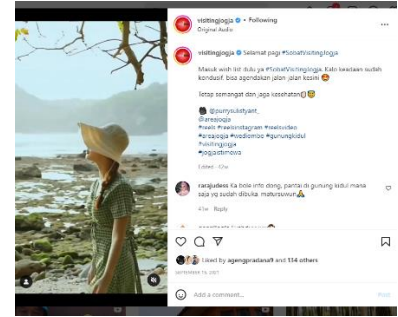 visitingjogja • Following
Original Audio
visitingjogja Selamat pagi #SobatVisitingJogja
Masuk wish list dulu ya #SobatVisitingJogja. Kalo keadaan sudah
kondusif, bisa agendakan jalan-jalan kesini
Tetap semangat dan jaga kesehatan
@purrysukstyant_
@areajogja
#reels #reelsinstagram #reelsvideo
#areajogja #wediombo #gunungkidul
#visitingjogja
#jogjaistimewa
Edited · 42w
rarajudess Ka bole info dong, pantai di gunung kidul mana
saja yg sudah dibuka. matursuwun
41w Reply
Liked by agengpradana9 and 114 others
SEPTEMBER 14, 2021
Add a comment...
Post